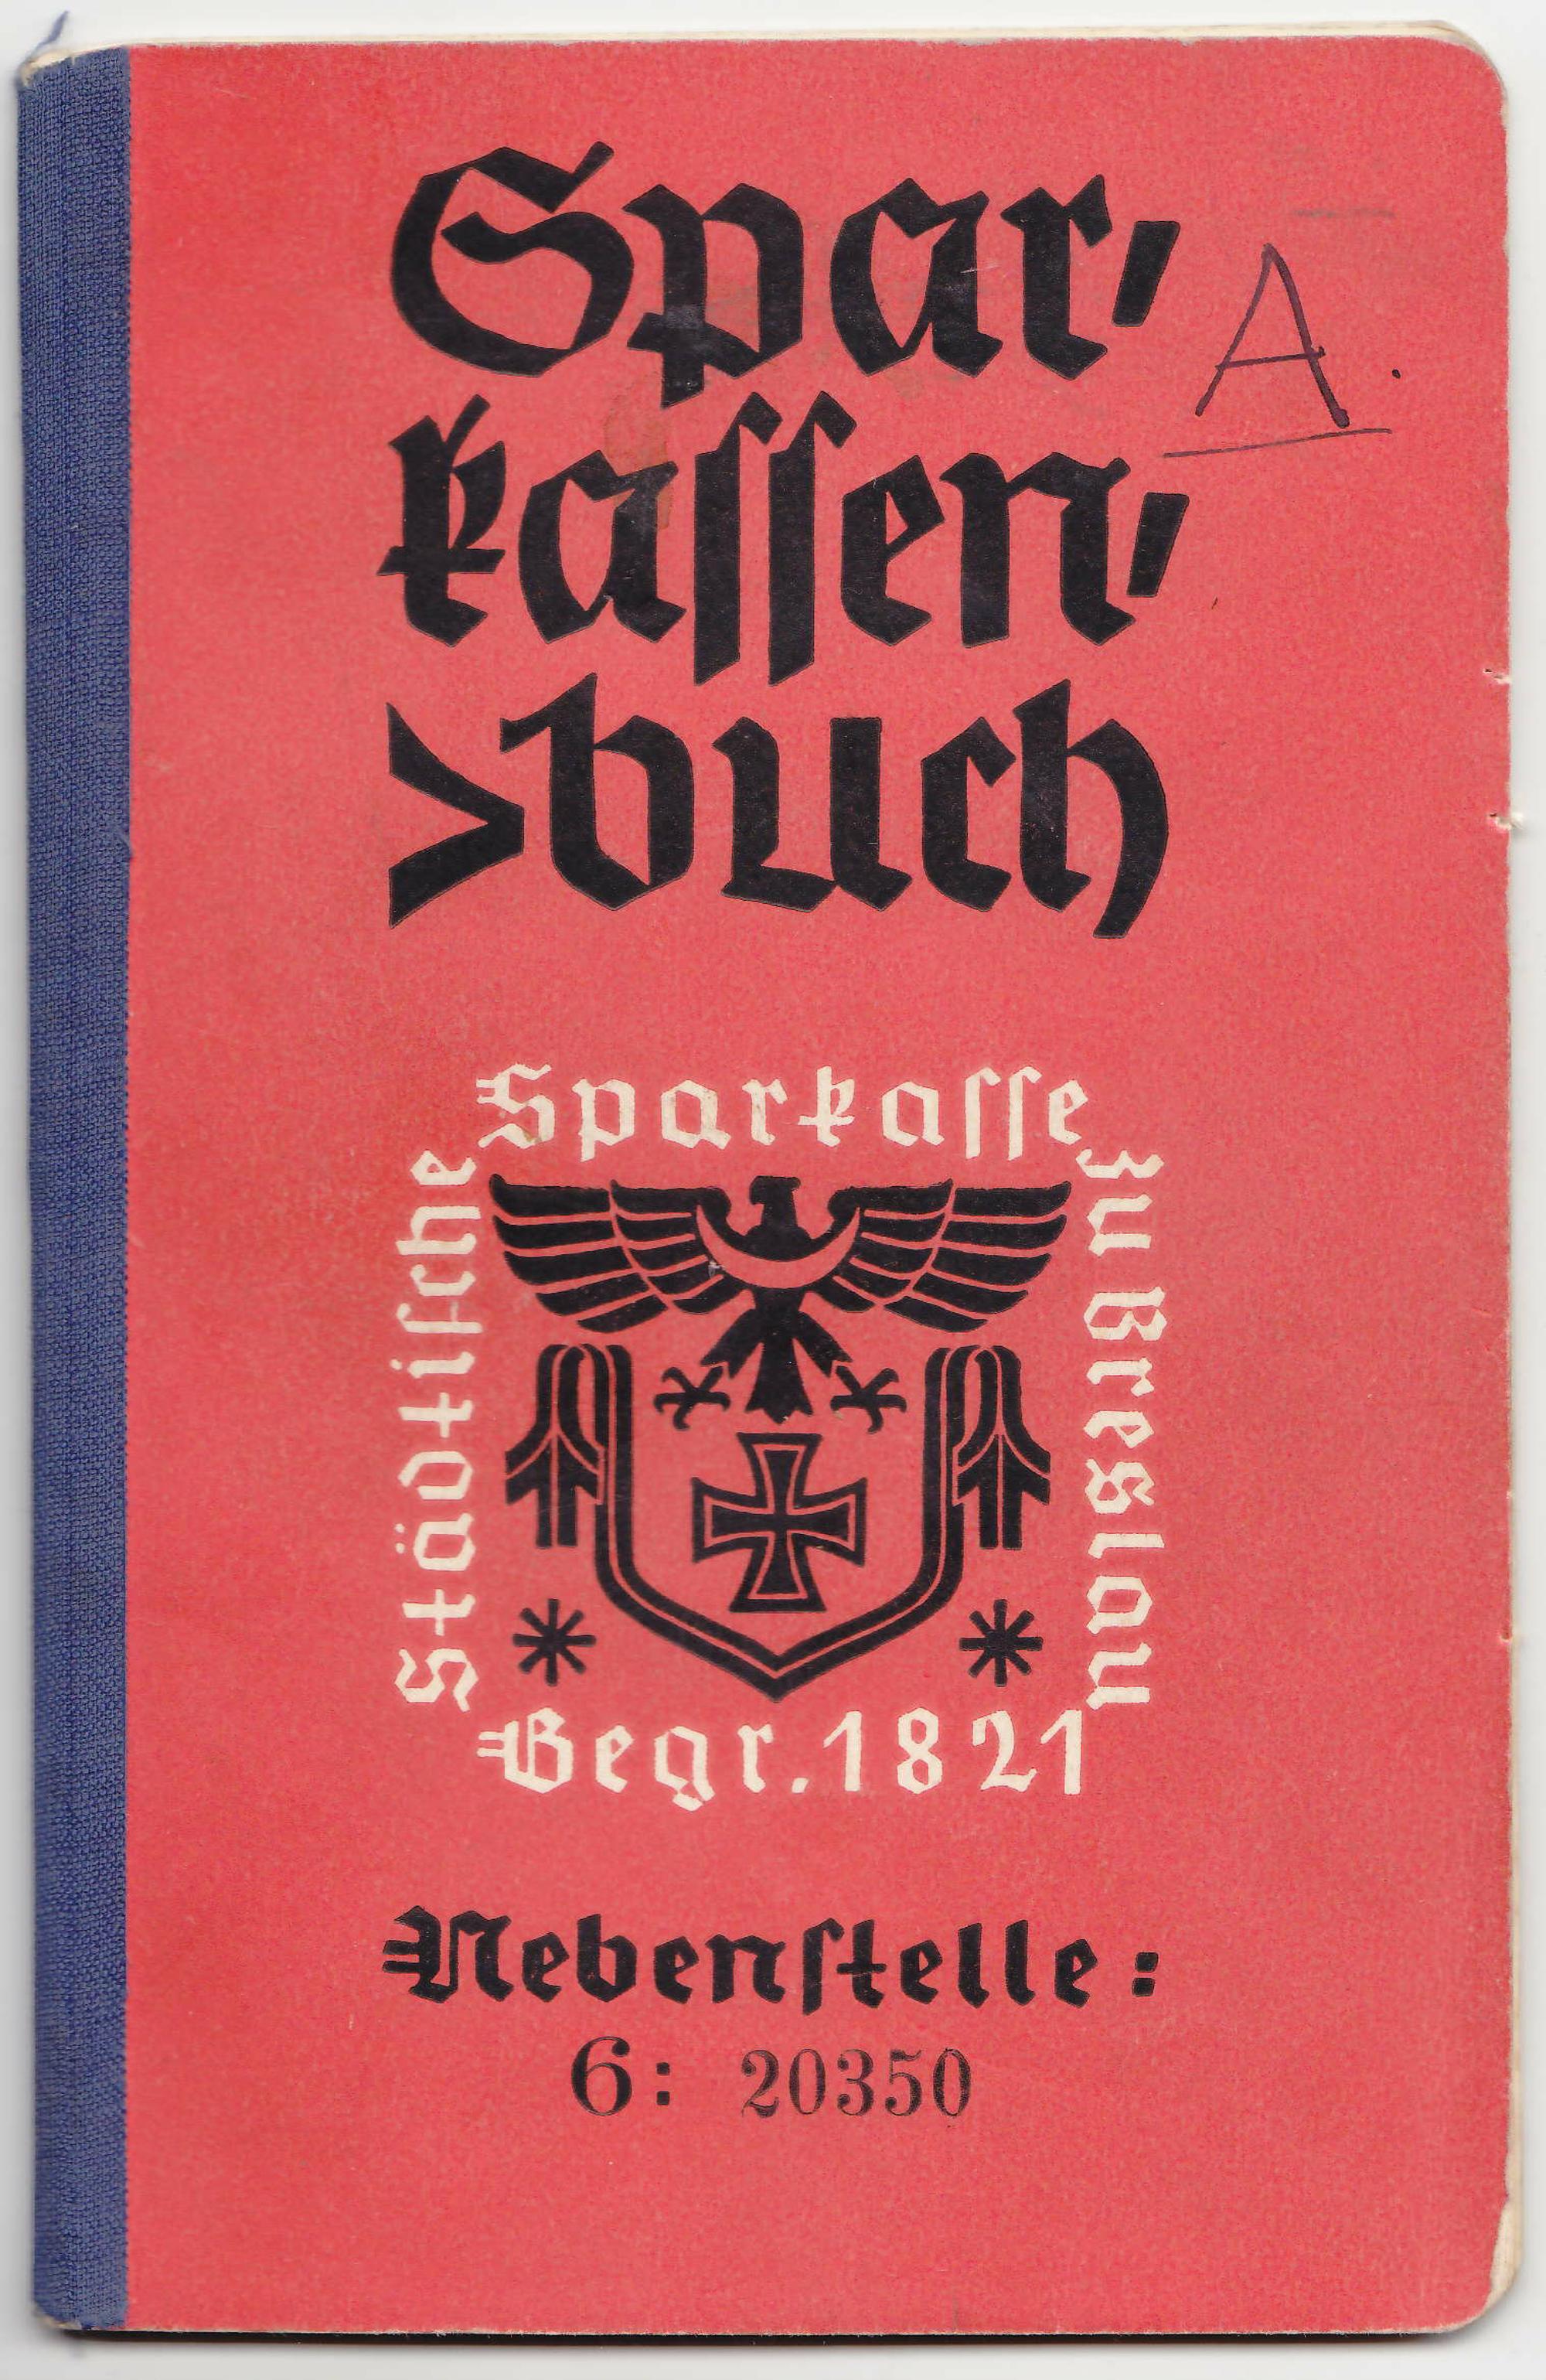 Spar-
A.
kassen-
>buch
Städtische Sparkasse zu Breslau
Begr. 1821
Nebenstelle:
6: 20350